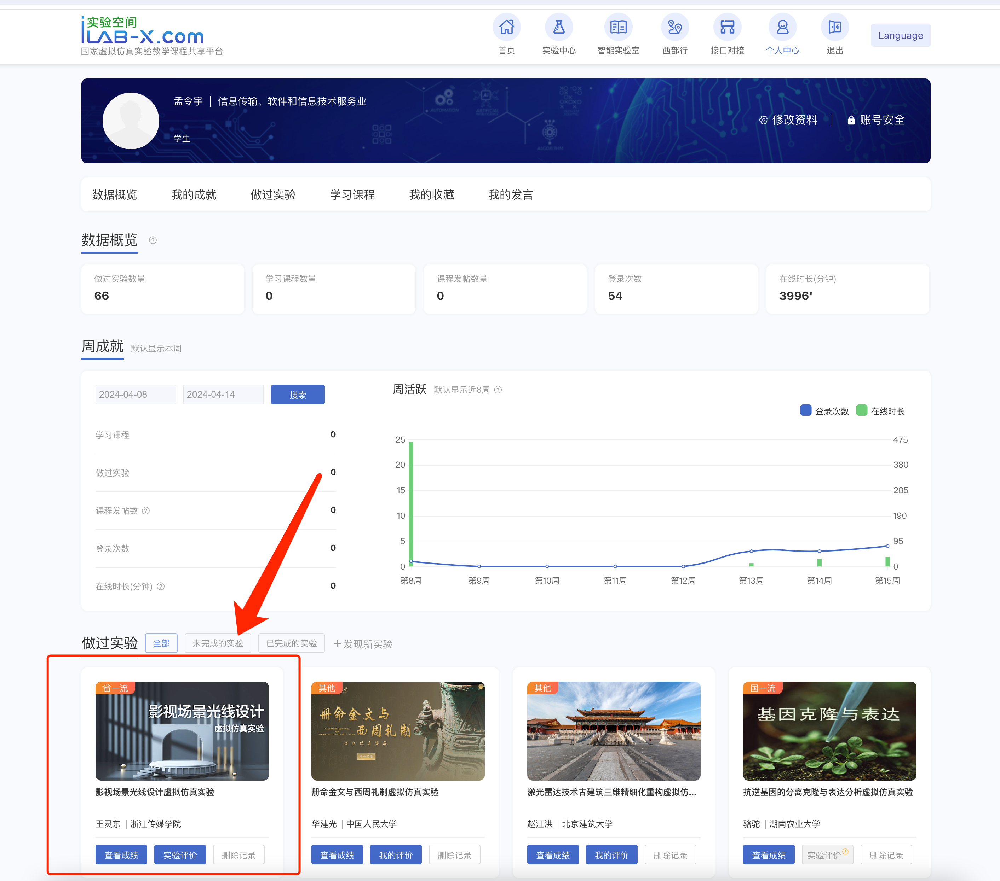 实验空间
iLAB-X.com
国家虚拟仿真实验教学课程共享平台
首页
实验中心
智能实验室
西部行
接口对接
个人中心
退出
Language
孟令宇 | 信息传输、软件和信息技术服务业
学生
修改资料 | 账号安全
AUTOMATION
AI
ALGORITHM
数据概览 我的成就 做过实验 学习课程 我的收藏 我的发言
数据概览
做过实验数量
66
学习课程数量
0
课程发帖数量
0
登录次数
54
在线时长(分钟)
3996'
周成就 默认显示本周
2024-04-08 2024-04-14 搜索
学习课程 0
做过实验 0
课程发帖数 0
登录次数 0
在线时长(分钟) 0
周活跃 默认显示近8周
登录次数 在线时长
25 475
20 380
15 285
10 190
5 95
0 0
第8周 第9周 第10周 第11周 第12周 第13周 第14周 第15周
做过实验 全部 未完成的实验 已完成的实验 +发现新实验
省一流
影视场景光线设计
虚拟仿真实验
影视场景光线设计虚拟仿真实验
王灵东 | 浙江传媒学院
查看成绩 实验评价 删除记录
其他
册命金文与
西周礼制
虚拟仿真实验
册命金文与西周礼制虚拟仿真实验
华建光 | 中国人民大学
查看成绩 我的评价 删除记录
其他
激光雷达技术古建筑三维精细化重构虚拟仿...
赵江洪 | 北京建筑大学
查看成绩 我的评价 删除记录
国一流
基因克隆与表达
抗逆基因的分离克隆与表达分析虚拟仿真实验
骆驼 | 湖南农业大学
查看成绩 实验评价 删除记录